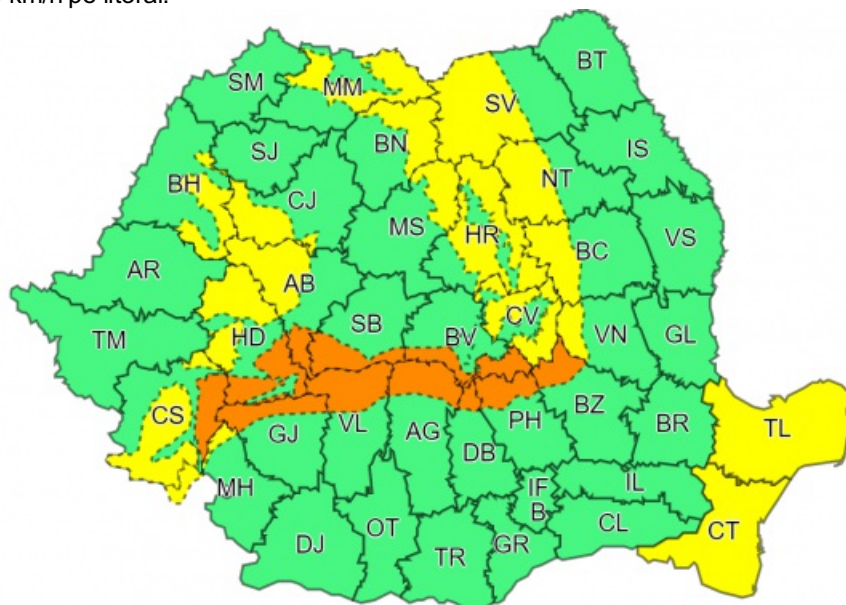 km/h pe litoral.
BT
SM
MM
SV
BN
SJ
IS
BH
NT
CJ
HR
MS
VS
BC
AR
AB
SB
CV
TM
HD
BV
VN
GL
CS
BZ
PH
TL
BR
GJ
VL
AG
DB
MH
IF
IL
B
CL
CT
DJ
OT
TR
GR